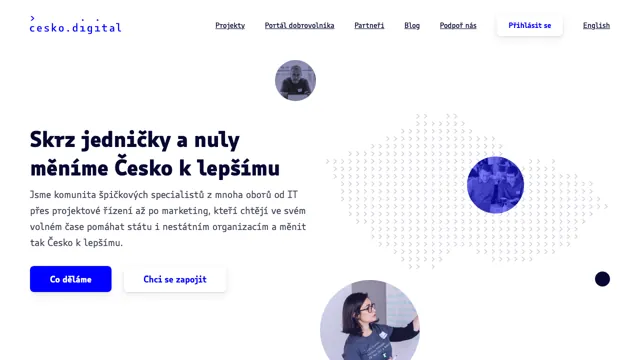 česko.digital
Projekty
Portál dobrovolníka
Partneři
Blog
Podpoř nás
Přihlásit se
English
Skrz jedničky a nuly
měníme Česko k lepšímu
Jsme komunita špičkových specialistů z mnoha oborů od IT
přes projektové řízení až po marketing, kteří chtějí ve svém
volném čase pomáhat státu i nestátním organizacím a měnit
tak Česko k lepšímu.
Co děláme
Chci se zapojit